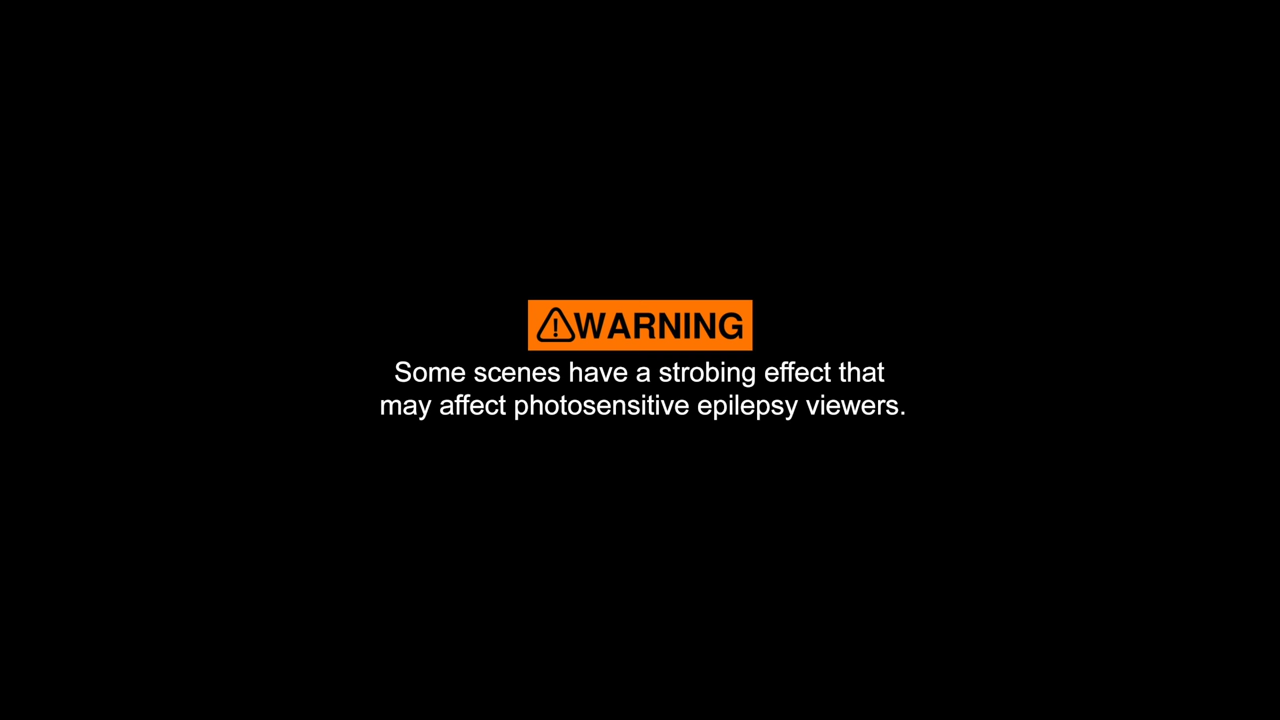 WARNING
Some scenes have a strobing effect that
may affect photosensitive epilepsy viewers.